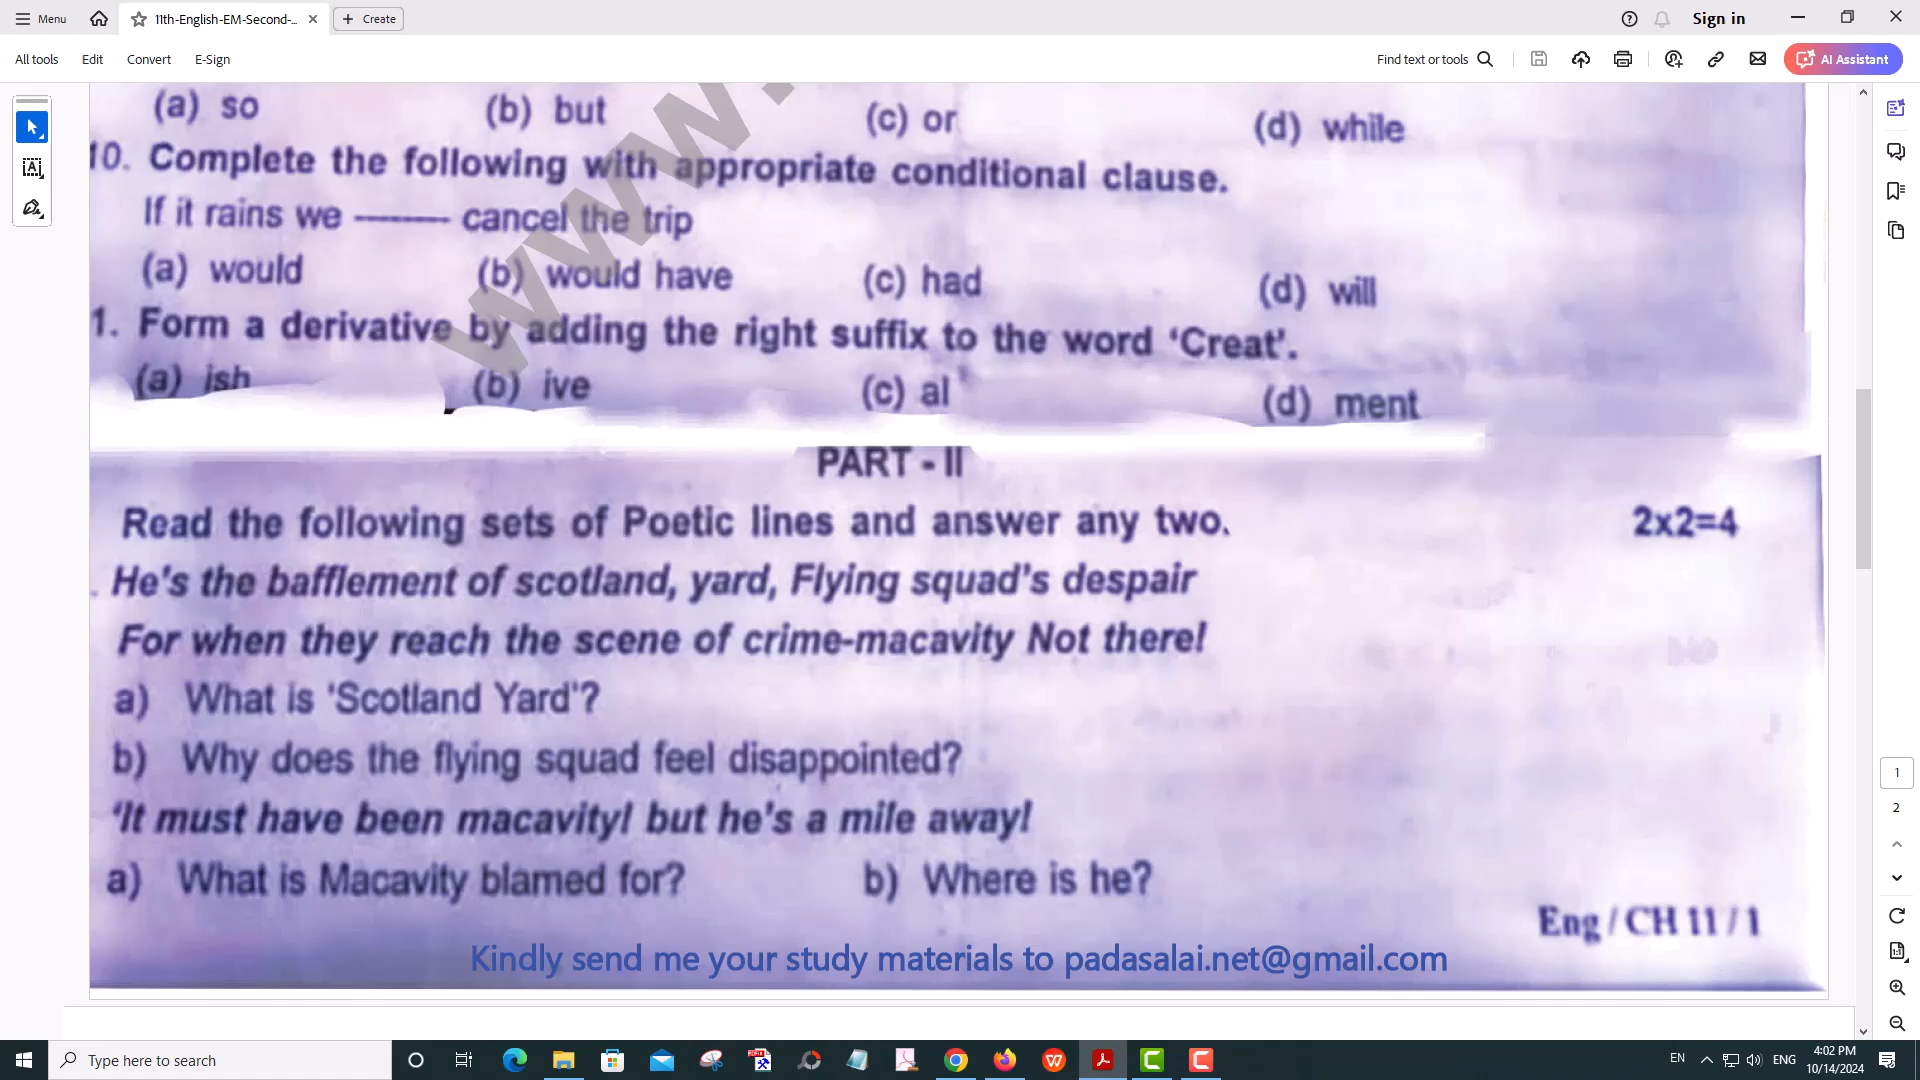 Menu
11th-English-EM-Second-...
Create
Sign in
All tools
Edit
Convert
E-Sign
Find text or tools
AI Assistant
(a) so (b) but (c) or (d) while
10. Complete the following with appropriate conditional clause.
If it rains we ——— cancel the trip
(a) would (b) would have (c) had (d) will
1. Form a derivative by adding the right suffix to the word ‘Creat’.
(a) ish (b) ive (c) al (d) ment
www.
PART - II
Read the following sets of Poetic lines and answer any two. 2x2=4
He's the bafflement of scotland, yard, Flying squad's despair
For when they reach the scene of crime-macavity Not there!
a) What is 'Scotland Yard'?
b) Why does the flying squad feel disappointed?
‘It must have been macavity! but he's a mile away!
a) What is Macavity blamed for? b) Where is he?
Eng / CH 11 / 1
Kindly send me your study materials to padasalai.net@gmail.com
1
2
Type here to search
EN
ENG
4:02 PM
10/14/2024